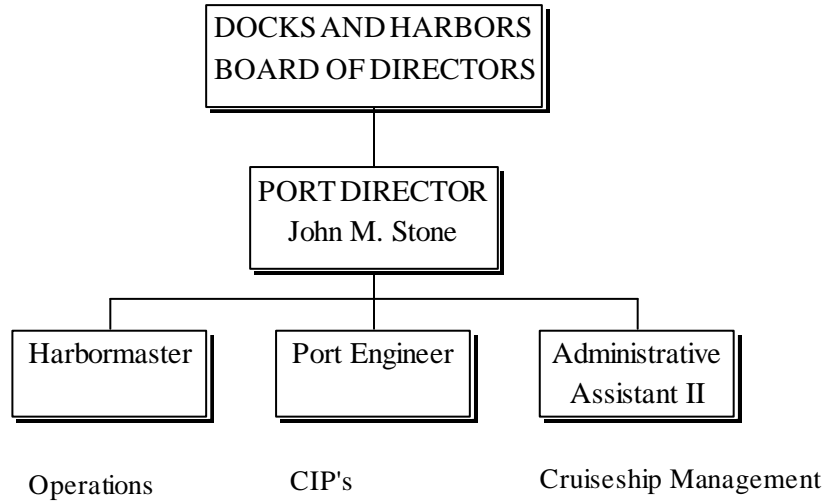 DOCKS AND HARBORS
BOARD OF DIRECTORS
PORT DIRECTOR
John M. Stone
Harbormaster
Port Engineer
Administrative
Assistant II
Operations
CIP's
Cruiseship Management